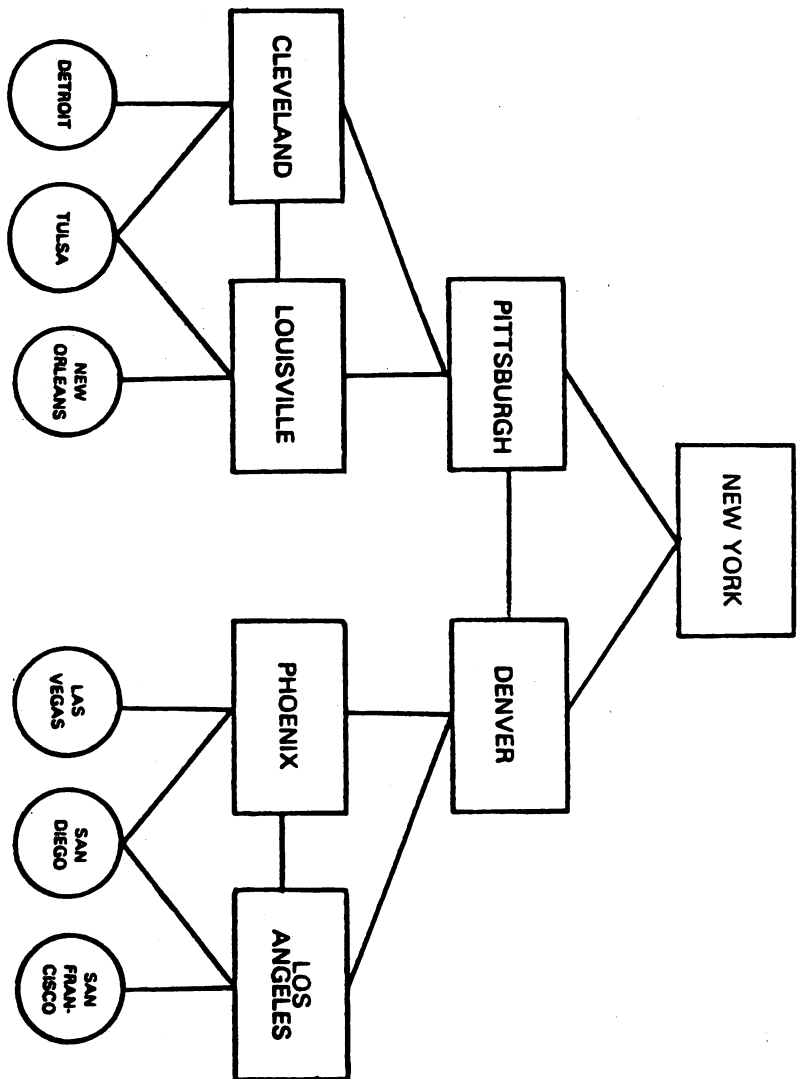 NEW YORK
PITTSBURGH
DENVER
CLEVELAND
LOUISVILLE
PHOENIX
LOS
ANGELES
DETROIT
TULSA
NEW
ORLEANS
LAS
VEGAS
SAN
DIEGO
SAN
FRAN-
CISCO